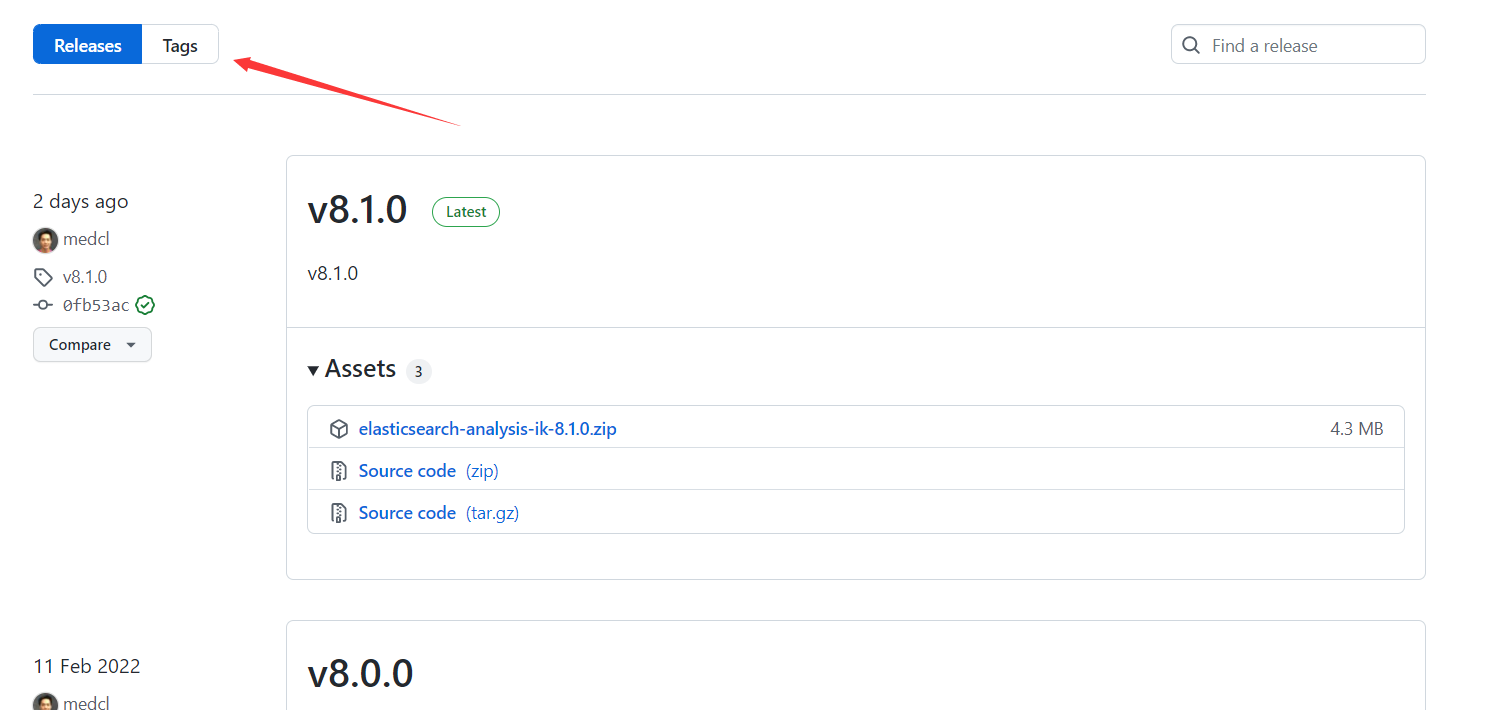 Releases Tags Find a release
2 days ago
medcl
v8.1.0
0fb53ac
Compare
v8.1.0 Latest
v8.1.0
Assets 3
elasticsearch-analysis-ik-8.1.0.zip 4.3 MB
Source code (zip)
Source code (tar.gz)
11 Feb 2022
medcl
v8.0.0